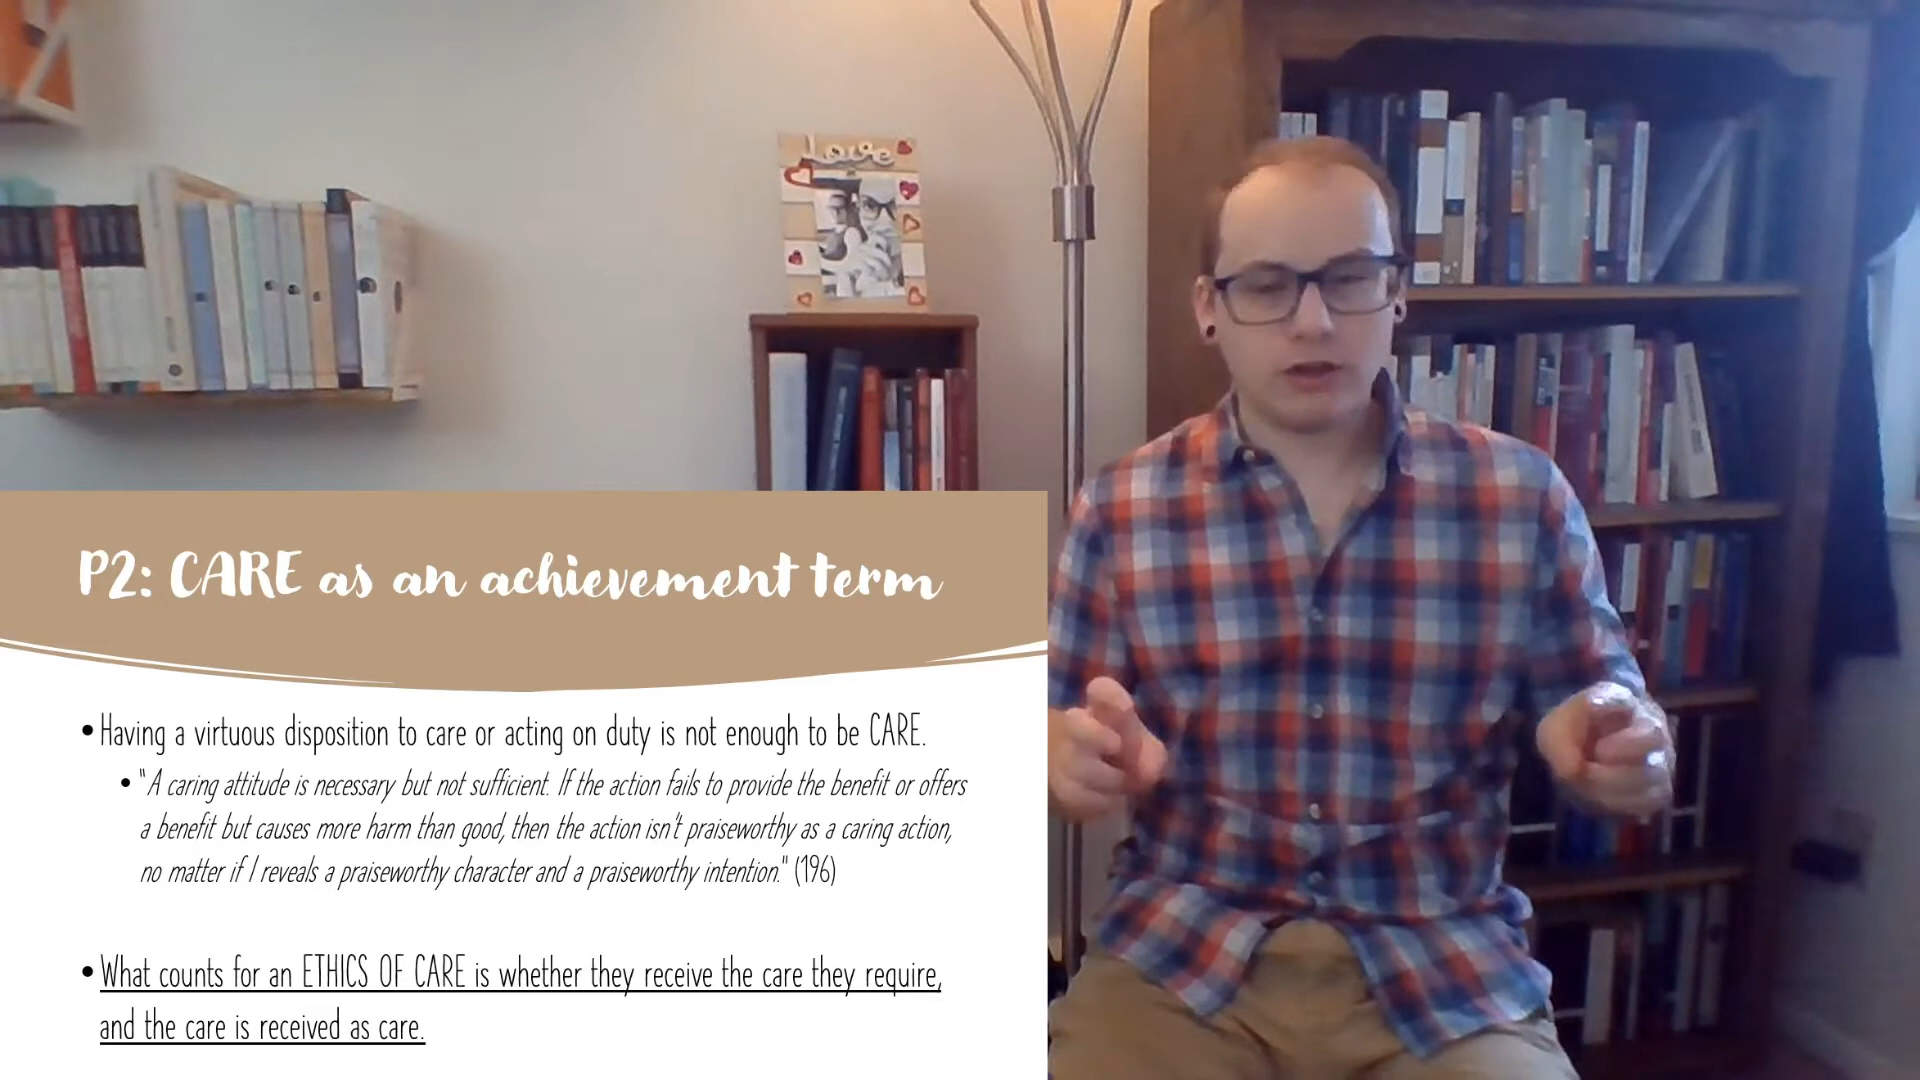 Love
P2: CARE as an achievement term
• Having a virtuous disposition to care or acting on duty is not enough to be CARE.
• "A caring attitude is necessary but not sufficient. If the action fails to provide the benefit or offers
a benefit but causes more harm than good, then the action isn't praiseworthy as a caring action,
no matter if I reveals a praiseworthy character and a praiseworthy intention." (196)
• What counts for an ETHICS OF CARE is whether they receive the care they require,
and the care is received as care.